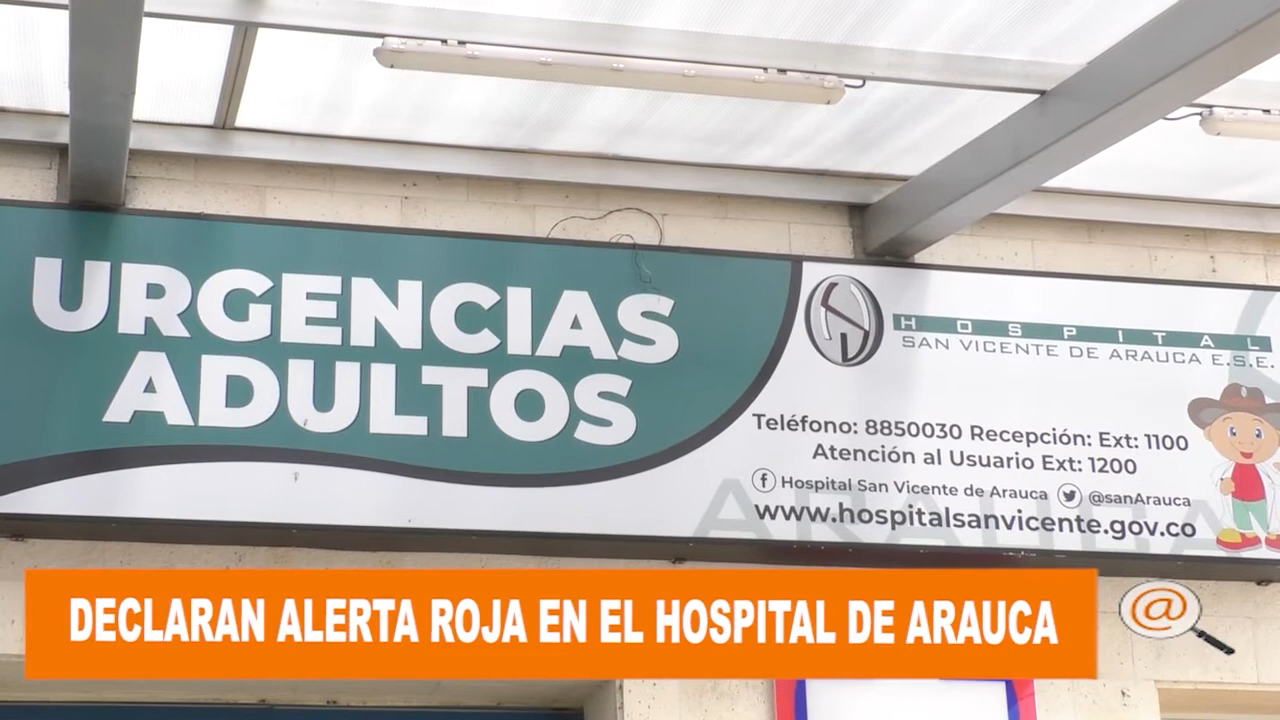 URGENCIAS
ADULTOS
HOSPITAL
SAN VICENTE DE ARAUCA E.S.E.
Teléfono: 8850030 Recepción: Ext: 1100
Atención al Usuario Ext: 1200
Hospital San Vicente de Arauca @sanArauca
www.hospitalsanvicente.gov.co
ARAUCA
DECLARAN ALERTA ROJA EN EL HOSPITAL DE ARAUCA
@